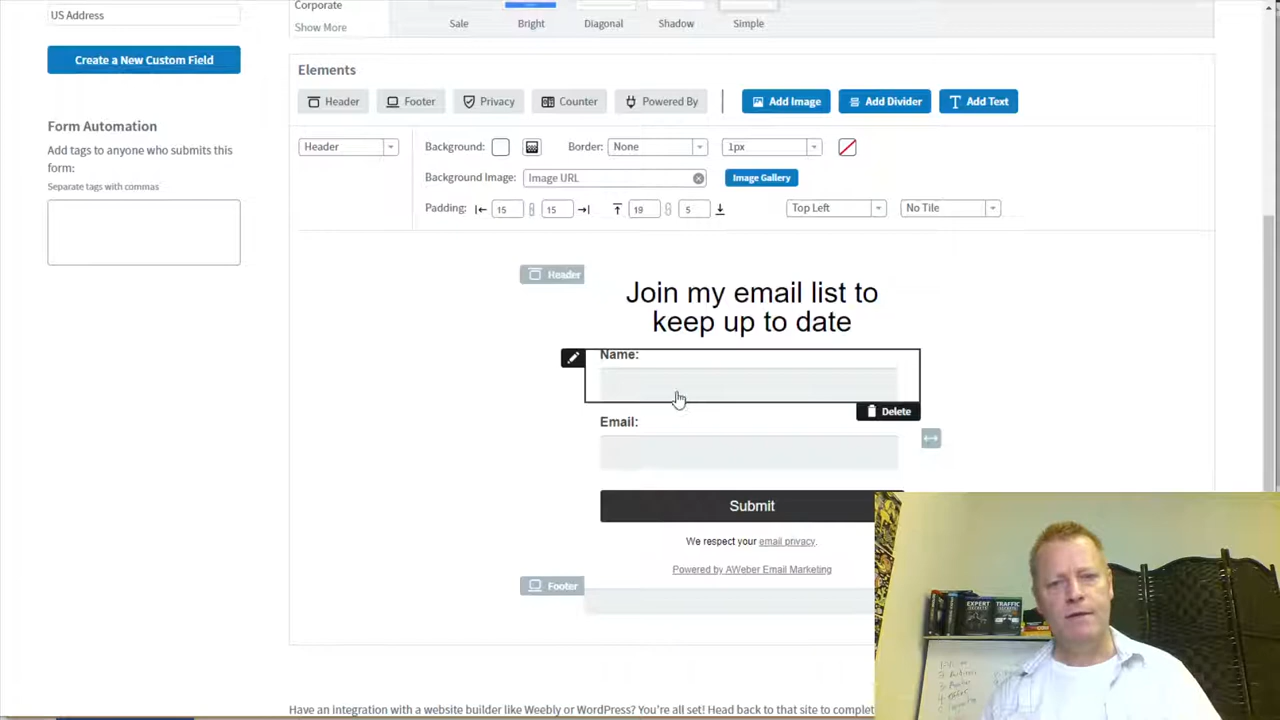 US Address
Create a New Custom Field
Form Automation
Add tags to anyone who submits this
form:
Separate tags with commas
Corporate
Show More
Sale
Bright
Diagonal
Shadow
Simple
Elements
Header
Footer
Privacy
Counter
Powered By
Add Image
Add Divider
Add Text
Header
Background:
Border:
None
1px
Background Image:
Image URL
Image Gallery
Padding:
15
15
19
5
Top Left
No Tile
Header
Join my email list to
keep up to date
Name:
Delete
Email:
Submit
We respect your email privacy.
Powered by AWeber Email Marketing
Footer
EXPERT
SECRETS
TRAFFIC
SECRETS
Have an integration with a website builder like Weebly or WordPress? You're all set! Head back to that site to complet